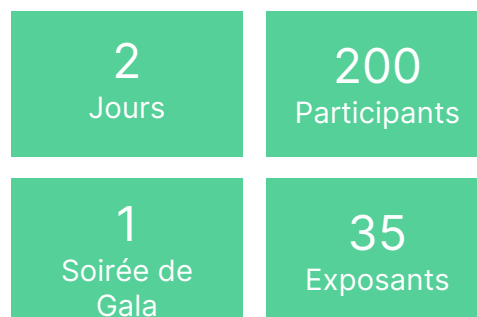 2
Jours
200
Participants
1
Soirée de
Gala
35
Exposants